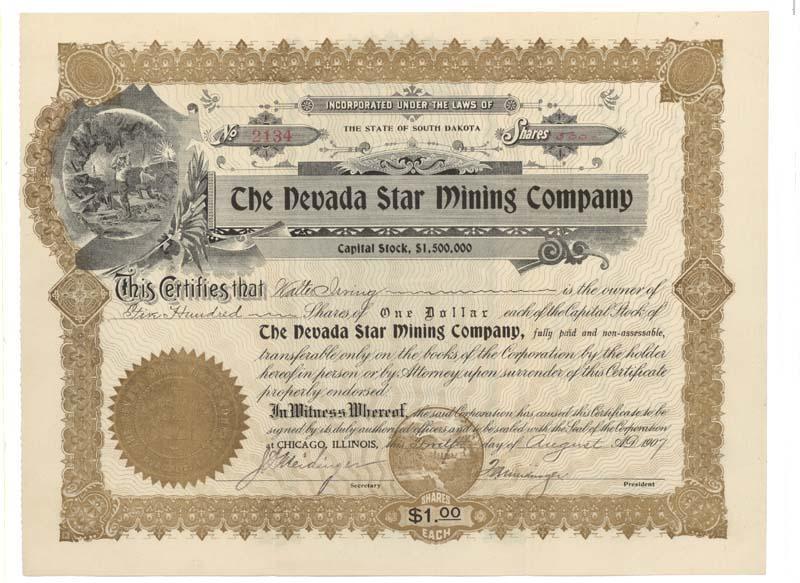 INCORPORATED UNDER THE LAWS OF
THE STATE OF SOUTH DAKOTA
No 2134
Shares 500
The Nevada Star Mining Company
Capital Stock, $1,500,000
This Certifies that Walter Irving is the owner of
Five Hundred Shares of One Dollar each of the Capital Stock of
The Nevada Star Mining Company, fully paid and non-assessable,
transferable only on the books of the Corporation by the holder
hereof in person or by Attorney upon surrender of this Certificate
properly endorsed.
In Witness Whereof, the said Corporation has caused this Certificate to be
signed by its duly authorized officers and to be sealed with the Seal of the Corporation
at CHICAGO, ILLINOIS, this day of August A.D. 1907
Secretary
President
SHARES
$1.00
EACH